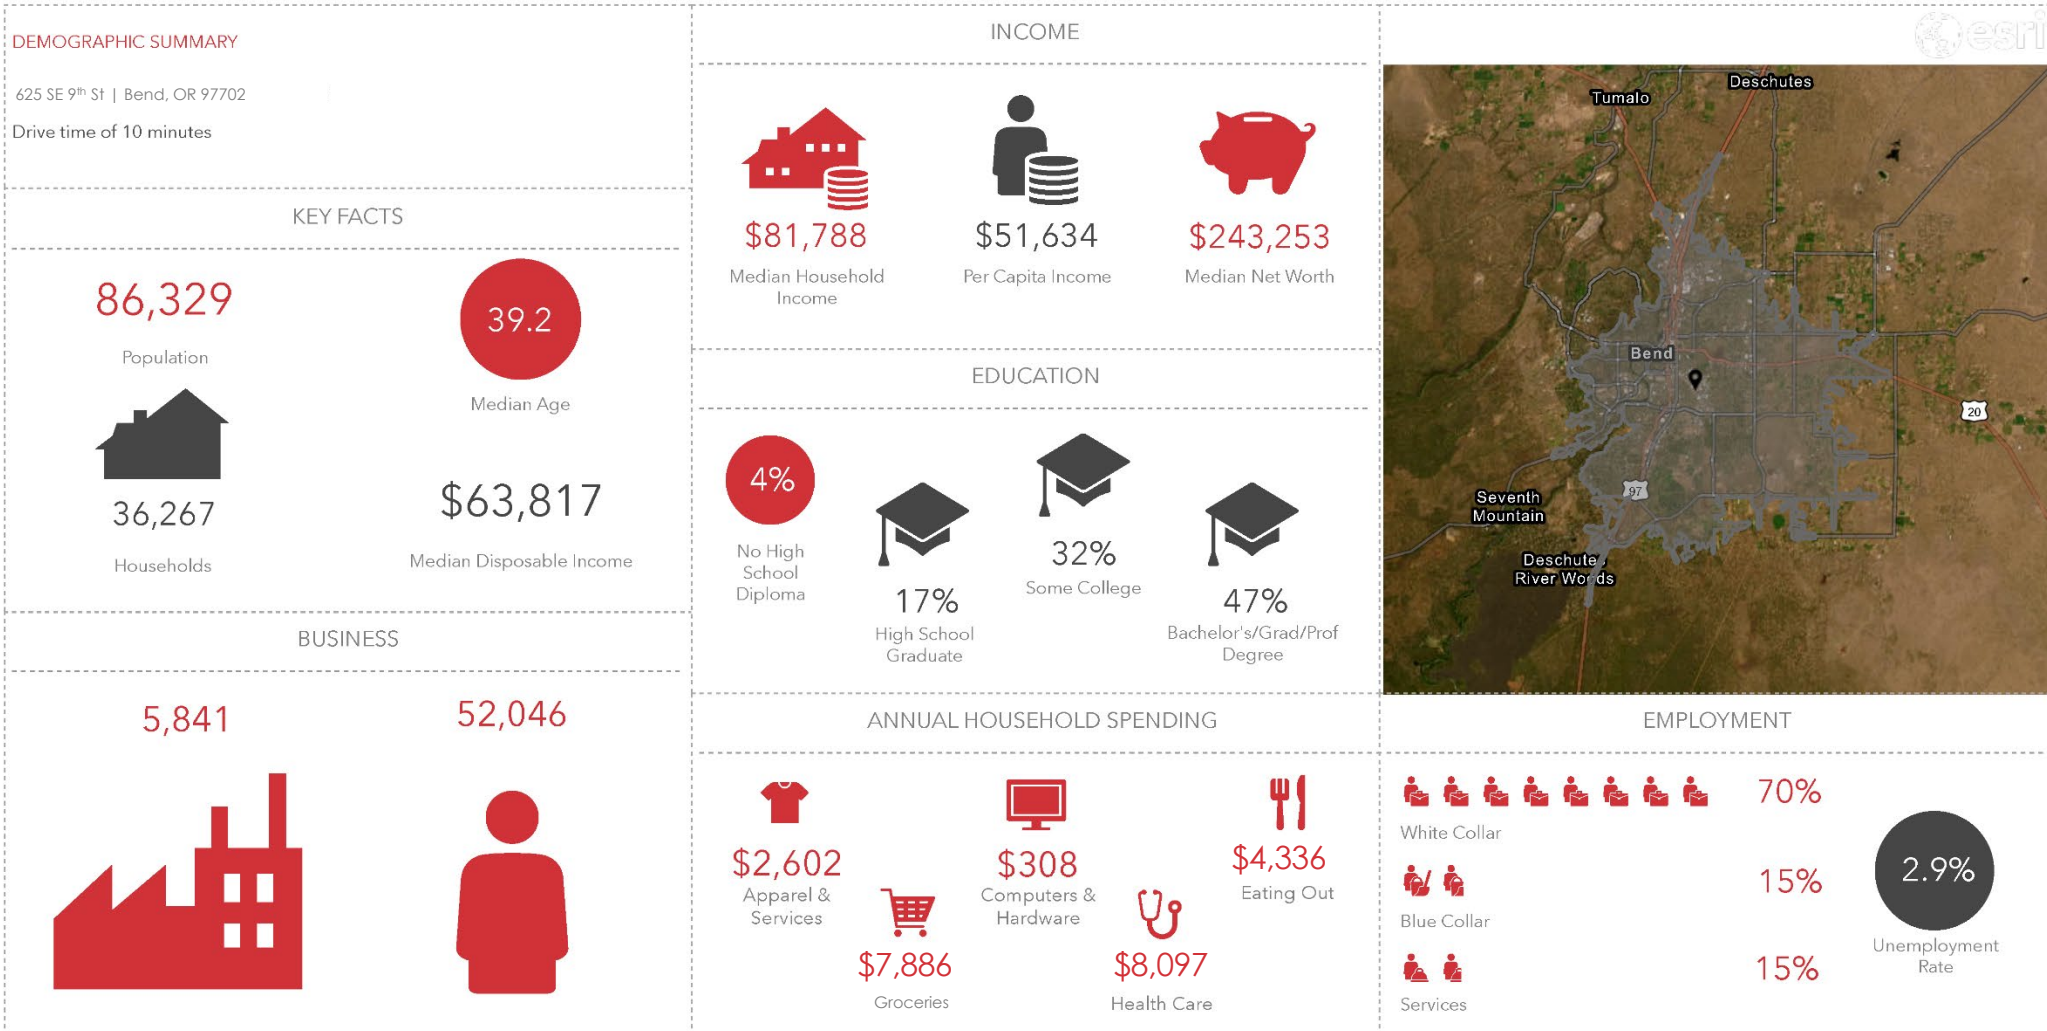 DEMOGRAPHIC SUMMARY
625 SE 9th St | Bend, OR 97702
Drive time of 10 minutes
KEY FACTS
86,329
Population
39.2
Median Age
36,267
Households
$63,817
Median Disposable Income
BUSINESS
5,841
52,046
INCOME
$81,788
Median Household
Income
$51,634
Per Capita Income
$243,253
Median Net Worth
EDUCATION
4%
No High
School
Diploma
17%
High School
Graduate
32%
Some College
47%
Bachelor's/Grad/Prof
Degree
ANNUAL HOUSEHOLD SPENDING
$2,602
Apparel &
Services
$7,886
Groceries
$308
Computers &
Hardware
$8,097
Health Care
$4,336
Eating Out
esri
Deschutes
Tumalo
Bend
20
97
Seventh
Mountain
Deschute
River Woods
EMPLOYMENT
70%
White Collar
15%
Blue Collar
15%
Services
2.9%
Unemployment
Rate